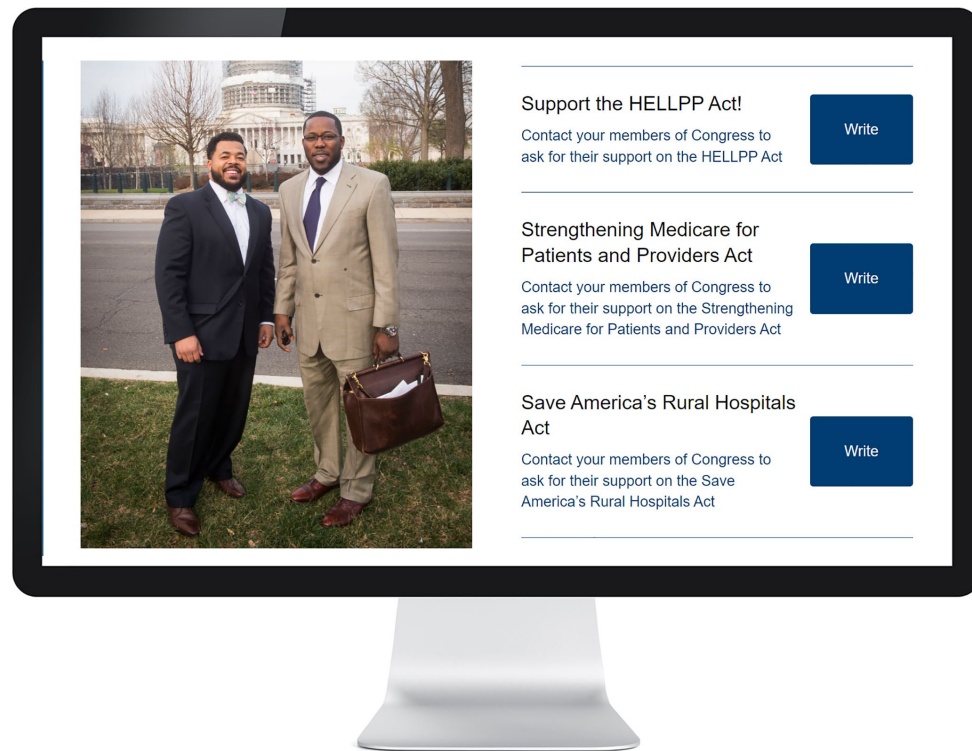 Support the HELLPP Act!
Contact your members of Congress to
ask for their support on the HELLPP Act
Write
Strengthening Medicare for
Patients and Providers Act
Contact your members of Congress to
ask for their support on the Strengthening
Medicare for Patients and Providers Act
Write
Save America’s Rural Hospitals
Act
Contact your members of Congress to
ask for their support on the Save
America’s Rural Hospitals Act
Write